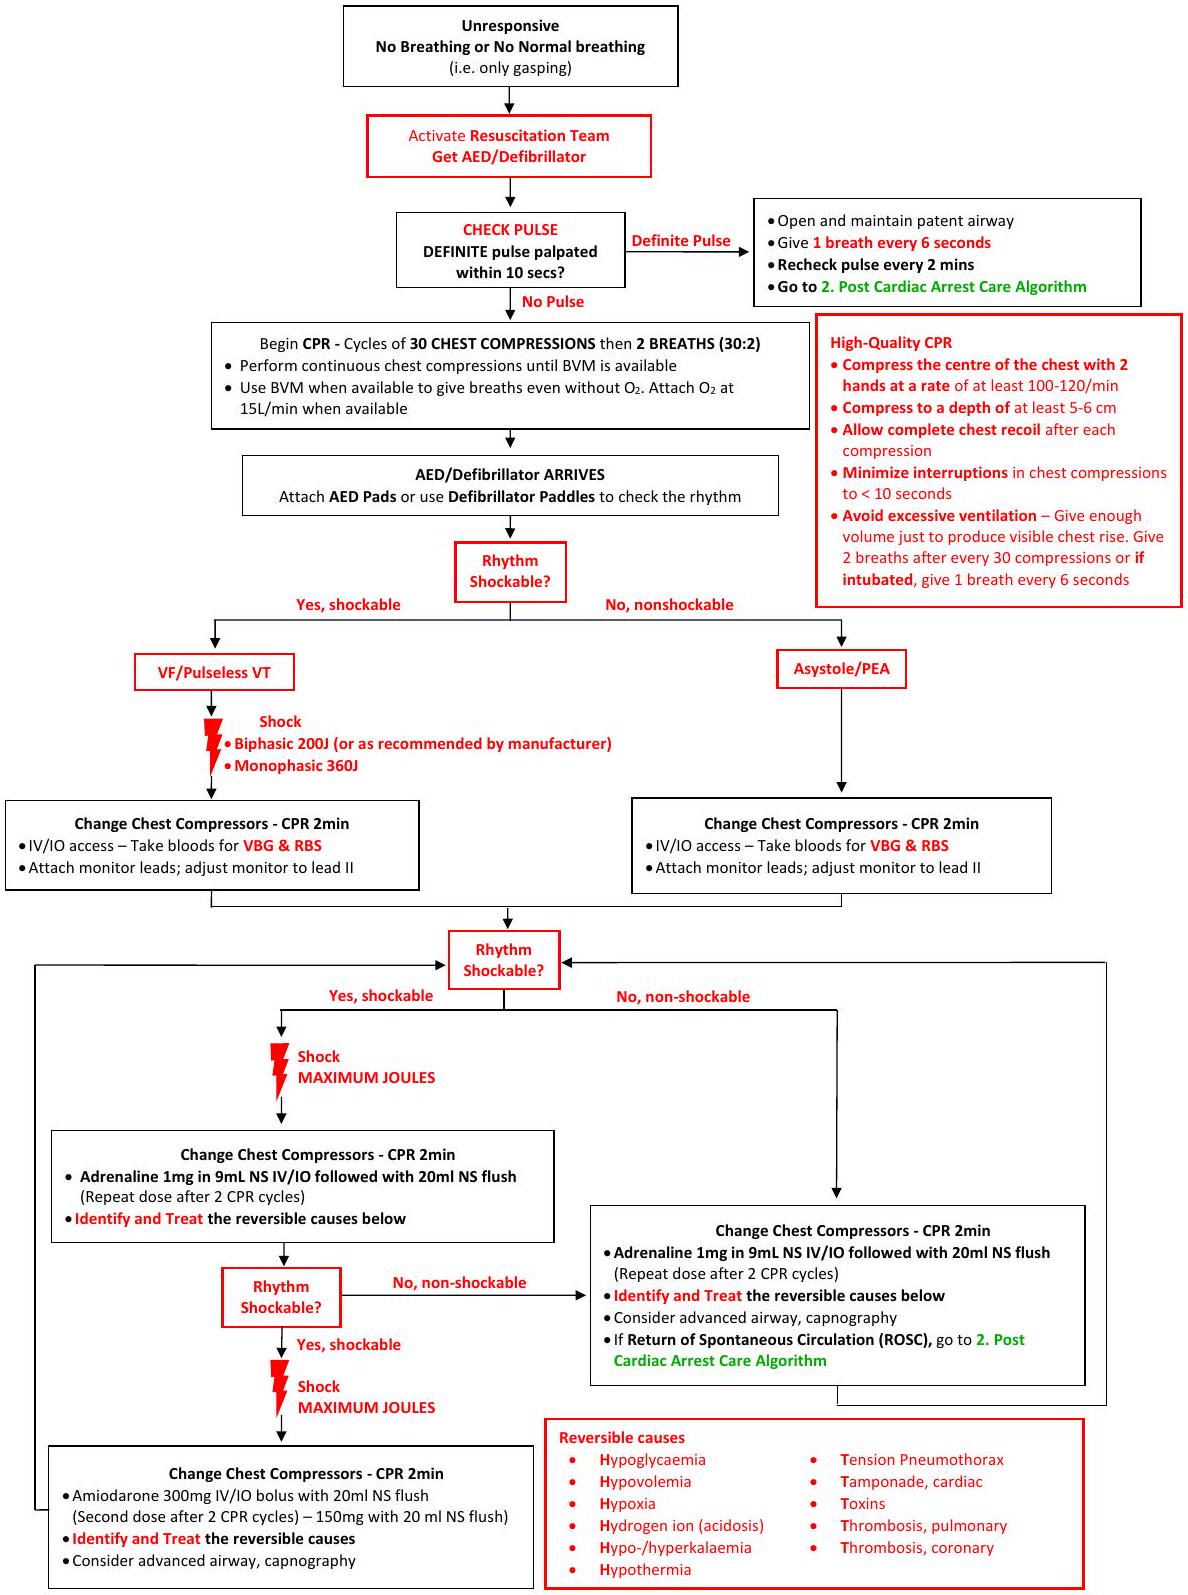 Unresponsive
No Breathing or No Normal breathing
(i.e. only gasping)
Activate Resuscitation Team
Get AED/Defibrillator
CHECK PULSE
DEFINITE pulse palpated
within 10 secs?
Definite Pulse
• Open and maintain patent airway
• Give 1 breath every 6 seconds
• Recheck pulse every 2 mins
• Go to 2. Post Cardiac Arrest Care Algorithm
No Pulse
Begin CPR - Cycles of 30 CHEST COMPRESSIONS then 2 BREATHS (30:2)
• Perform continuous chest compressions until BVM is available
• Use BVM when available to give breaths even without O₂. Attach O₂ at
15L/min when available
High-Quality CPR
• Compress the centre of the chest with 2
hands at a rate of at least 100-120/min
• Compress to a depth of at least 5-6 cm
• Allow complete chest recoil after each
compression
• Minimize interruptions in chest compressions
to < 10 seconds
• Avoid excessive ventilation – Give enough
volume just to produce visible chest rise. Give
2 breaths after every 30 compressions or if
intubated, give 1 breath every 6 seconds
AED/Defibrillator ARRIVES
Attach AED Pads or use Defibrillator Paddles to check the rhythm
Rhythm
Shockable?
Yes, shockable
No, nonshockable
VF/Pulseless VT
Asystole/PEA
Shock
• Biphasic 200J (or as recommended by manufacturer)
• Monophasic 360J
Change Chest Compressors - CPR 2min
• IV/IO access – Take bloods for VBG & RBS
• Attach monitor leads; adjust monitor to lead II
Change Chest Compressors - CPR 2min
• IV/IO access – Take bloods for VBG & RBS
• Attach monitor leads; adjust monitor to lead II
Rhythm
Shockable?
Yes, shockable
No, non-shockable
Shock
MAXIMUM JOULES
Change Chest Compressors - CPR 2min
• Adrenaline 1mg in 9mL NS IV/IO followed with 20ml NS flush
(Repeat dose after 2 CPR cycles)
• Identify and Treat the reversible causes below
Rhythm
Shockable?
No, non-shockable
Change Chest Compressors - CPR 2min
• Adrenaline 1mg in 9mL NS IV/IO followed with 20ml NS flush
(Repeat dose after 2 CPR cycles)
• Identify and Treat the reversible causes below
• Consider advanced airway, capnography
• If Return of Spontaneous Circulation (ROSC), go to 2. Post
Cardiac Arrest Care Algorithm
Yes, shockable
Shock
MAXIMUM JOULES
Change Chest Compressors - CPR 2min
• Amiodarone 300mg IV/IO bolus with 20ml NS flush
(Second dose after 2 CPR cycles) – 150mg with 20 ml NS flush)
• Identify and Treat the reversible causes
• Consider advanced airway, capnography
Reversible causes
• Hypoglycaemia
• Hypovolemia
• Hypoxia
• Hydrogen ion (acidosis)
• Hypo-/hyperkalaemia
• Hypothermia
• Tension Pneumothorax
• Tamponade, cardiac
• Toxins
• Thrombosis, pulmonary
• Thrombosis, coronary